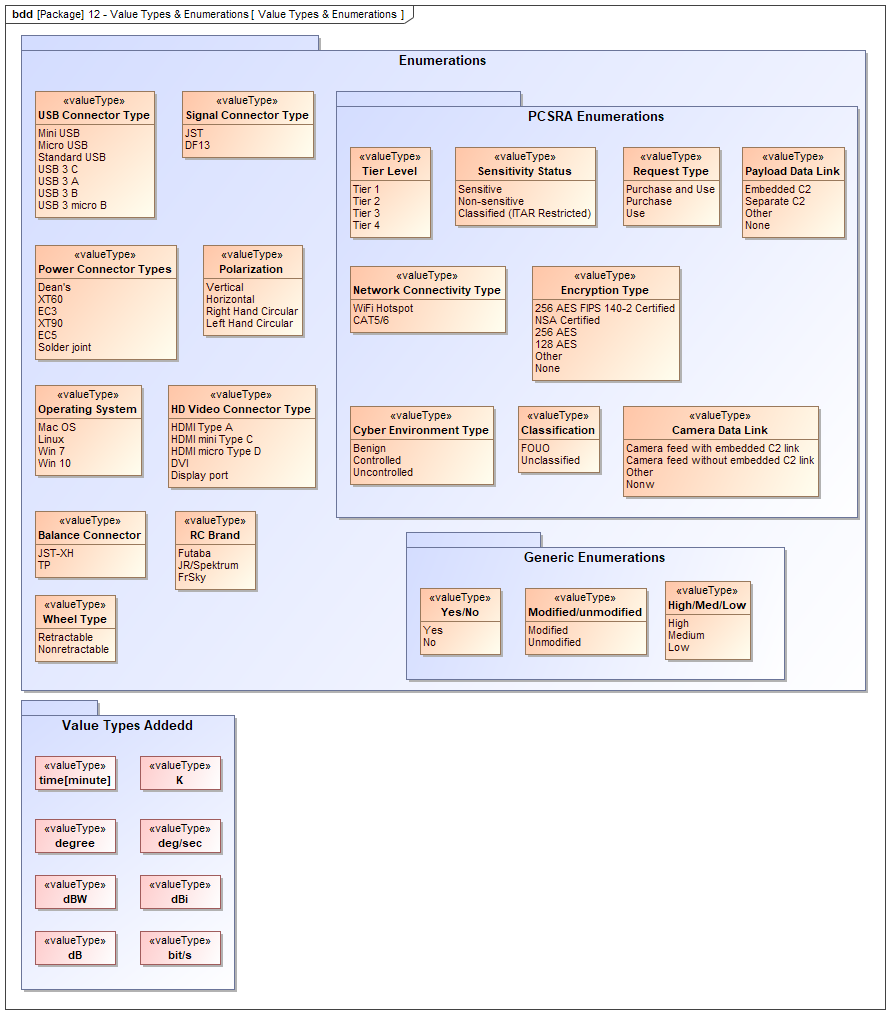 bdd [Package] 12 - Value Types & Enumerations [ Value Types & Enumerations ]
Enumerations
«valueType»
USB Connector Type
Mini USB
Micro USB
Standard USB
USB 3 C
USB 3 A
USB 3 B
USB 3 micro B
«valueType»
Signal Connector Type
JST
DF13
«valueType»
Power Connector Types
Dean's
XT60
EC3
XT90
EC5
Solder joint
«valueType»
Polarization
Vertical
Horizontal
Right Hand Circular
Left Hand Circular
«valueType»
Operating System
Mac OS
Linux
Win 7
Win 10
«valueType»
HD Video Connector Type
HDMI Type A
HDMI mini Type C
HDMI micro Type D
DVI
Display port
«valueType»
Balance Connector
JST-XH
TP
«valueType»
RC Brand
Futaba
JR/Spektrum
FrSky
«valueType»
Wheel Type
Retractable
Nonretractable
PCSRA Enumerations
«valueType»
Tier Level
Tier 1
Tier 2
Tier 3
Tier 4
«valueType»
Sensitivity Status
Sensitive
Non-sensitive
Classified (ITAR Restricted)
«valueType»
Request Type
Purchase and Use
Purchase
Use
«valueType»
Payload Data Link
Embedded C2
Separate C2
Other
None
«valueType»
Network Connectivity Type
WiFi Hotspot
CAT5/6
«valueType»
Encryption Type
256 AES FIPS 140-2 Certified
NSA Certified
256 AES
128 AES
Other
None
«valueType»
Cyber Environment Type
Benign
Controlled
Uncontrolled
«valueType»
Classification
FOUO
Unclassified
«valueType»
Camera Data Link
Camera feed with embedded C2 link
Camera feed without embedded C2 link
Other
Nonw
Generic Enumerations
«valueType»
Yes/No
Yes
No
«valueType»
Modified/unmodified
Modified
Unmodified
«valueType»
High/Med/Low
High
Medium
Low
Value Types Addedd
«valueType»
time[minute]
«valueType»
K
«valueType»
degree
«valueType»
deg/sec
«valueType»
dBW
«valueType»
dBi
«valueType»
dB
«valueType»
bit/s